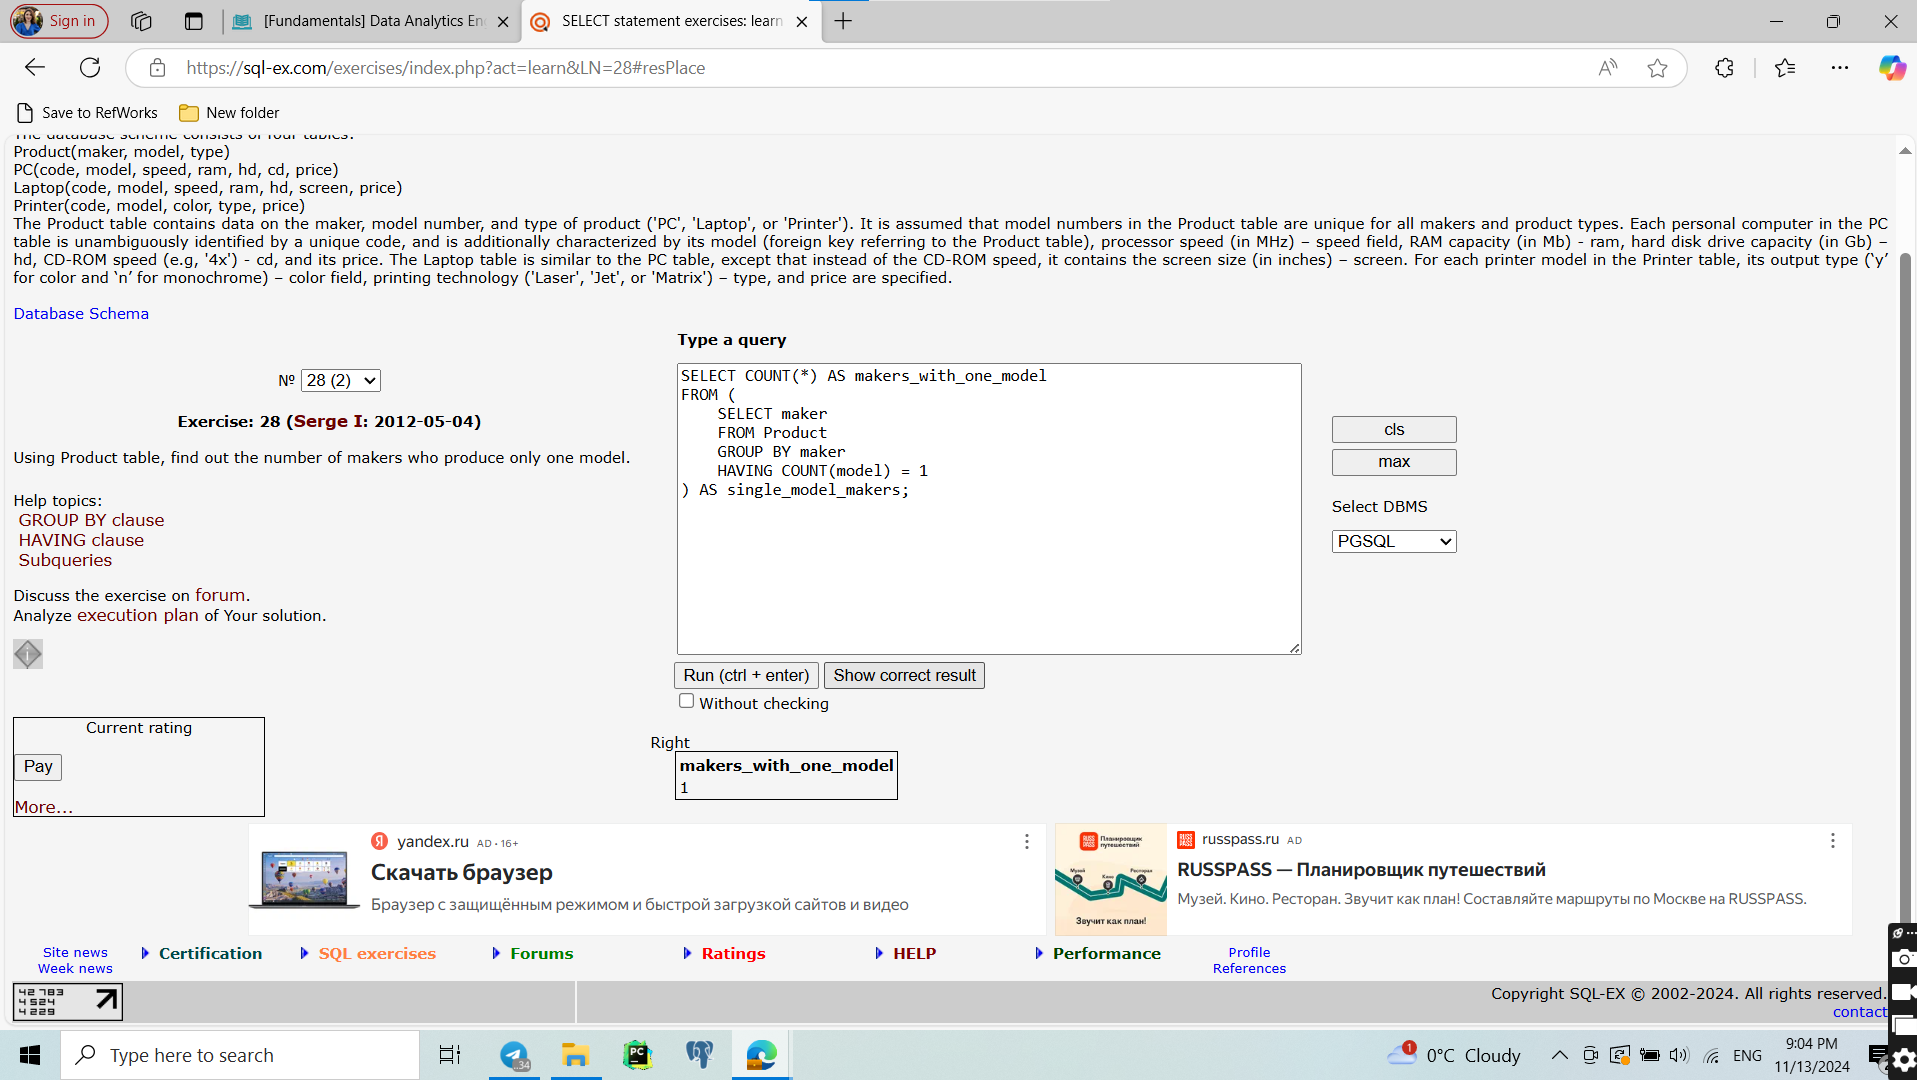 Sign in
[Fundamentals] Data Analytics En
SELECT statement exercises: learn
https://sql-ex.com/exercises/index.php?act=learn&LN=28#resPlace
Save to RefWorks
New folder
The database scheme consists of four tables:
Product(maker, model, type)
PC(code, model, speed, ram, hd, cd, price)
Laptop(code, model, speed, ram, hd, screen, price)
Printer(code, model, color, type, price)
The Product table contains data on the maker, model number, and type of product ('PC', 'Laptop', or 'Printer'). It is assumed that model numbers in the Product table are unique for all makers and product types. Each personal computer in the PC
table is unambiguously identified by a unique code, and is additionally characterized by its model (foreign key referring to the Product table), processor speed (in MHz) – speed field, RAM capacity (in Mb) - ram, hard disk drive capacity (in Gb) –
hd, CD-ROM speed (e.g, '4x') - cd, and its price. The Laptop table is similar to the PC table, except that instead of the CD-ROM speed, it contains the screen size (in inches) – screen. For each printer model in the Printer table, its output type (‘y’
for color and ‘n’ for monochrome) – color field, printing technology ('Laser', 'Jet', or 'Matrix') – type, and price are specified.
Database Schema
Type a query
№ 28 (2)
Exercise: 28 (Serge I: 2012-05-04)
Using Product table, find out the number of makers who produce only one model.
Help topics:
GROUP BY clause
HAVING clause
Subqueries
Discuss the exercise on forum.
Analyze execution plan of Your solution.
SELECT COUNT(*) AS makers_with_one_model
FROM (
SELECT maker
FROM Product
GROUP BY maker
HAVING COUNT(model) = 1
) AS single_model_makers;
cls
max
Select DBMS
PGSQL
Run (ctrl + enter)
Show correct result
Without checking
Current rating
Pay
More...
Right
makers_with_one_model
1
yandex.ru AD • 16+
Скачать браузер
Браузер с защищённым режимом и быстрой загрузкой сайтов и видео
RUSS PASS
Планировщик путешествий
Музей
Кино
Ресторан
Звучит как план!
russpass.ru AD
RUSSPASS — Планировщик путешествий
Музей. Кино. Ресторан. Звучит как план! Составляйте маршруты по Москве на RUSSPASS.
Site news
Week news
Certification
SQL exercises
Forums
Ratings
HELP
Performance
Profile
References
42 783
4 524
4 229
Copyright SQL-EX © 2002-2024. All rights reserved.
contact
Type here to search
34
PC
1
0°C Cloudy
ENG
9:04 PM
11/13/2024